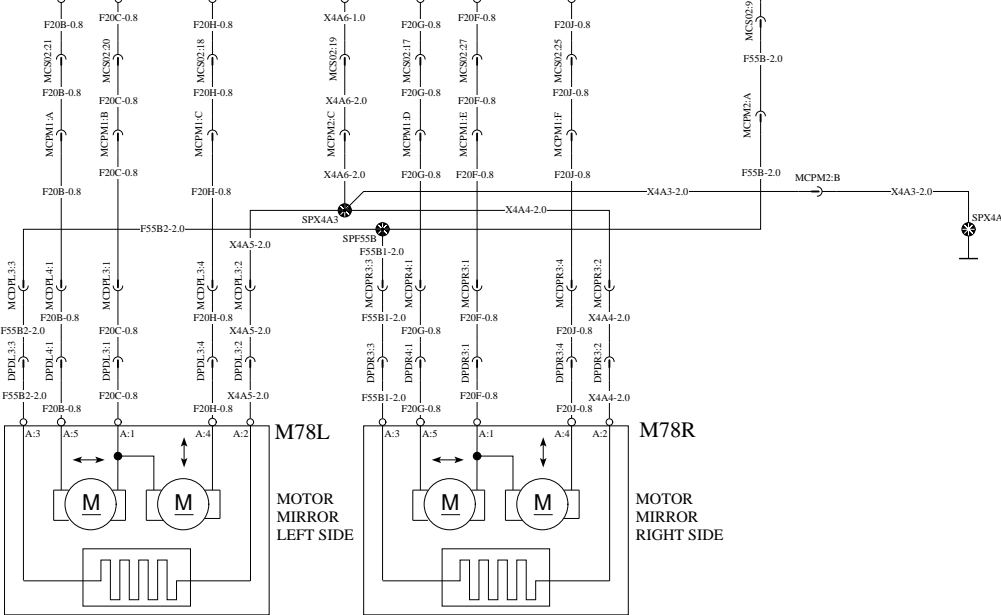 F20B-0.8 F20C-0.8 F20H-0.8 X4A6-1.0 F20G-0.8 F20F-0.8 F20J-0.8
MCS02:21 MCS02:20 MCS02:18 MCS02:19 MCS02:17 MCS02:27 MCS02:25 MCS02:9
F55B-2.0
F20B-0.8 F20C-0.8 F20H-0.8 X4A6-2.0 F20G-0.8 F20F-0.8 F20J-0.8
MCPM1:A MCPM1:B MCPM1:C MCPM2:C MCPM1:D MCPM1:E MCPM1:F MCPM2:A
F20C-0.8 X4A6-2.0 F20G-0.8 F20F-0.8 F20J-0.8 F55B-2.0 MCPM2:B
F20B-0.8 F20H-0.8 X4A3-2.0 X4A3-2.0
SPX4A3 X4A4-2.0 SPX4A
F55B2-2.0 SPF55B
X4A5-2.0 F55B1-2.0
MCDPL3:3 MCDPL4:1 MCDPL3:1 MCDPL3:4 MCDPL3:2 MCDPR3:3 MCDPR4:1 MCDPR3:1 MCDPR3:4 MCDPR3:2
F20B-0.8 F20H-0.8 F55B1-2.0 F20F-0.8 X4A4-2.0
F55B2-2.0 F20C-0.8 X4A5-2.0 F20G-0.8 F20J-0.8
DPDL3:3 DPDL4:1 DPDL3:1 DPDL3:4 DPDL3:2 DPDR3:3 DPDR4:1 DPDR3:1 DPDR3:4 DPDR3:2
F55B2-2.0 F20C-0.8 X4A5-2.0 F55B1-2.0 F20F-0.8 X4A4-2.0
F20B-0.8 F20H-0.8 F20G-0.8 F20J-0.8
A:3 A:5 A:1 A:4 A:2 M78L A:3 A:5 A:1 A:4 A:2 M78R
M M M M
MOTOR
MIRROR
LEFT SIDE
MOTOR
MIRROR
RIGHT SIDE